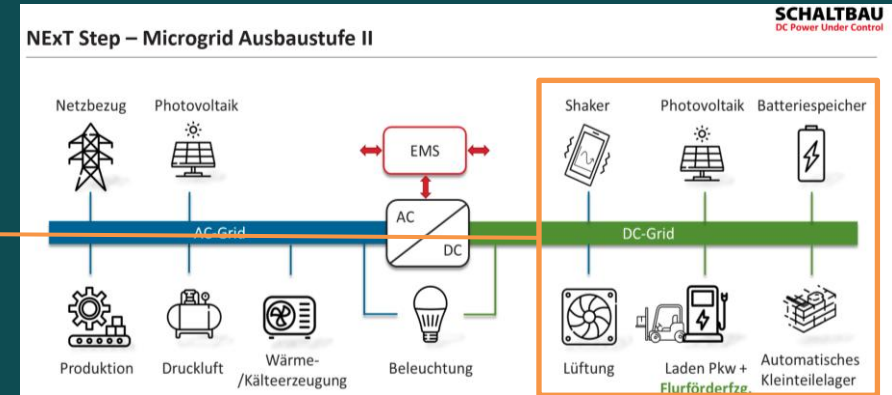 SCHALTBAU
DC Power Under Control
NExT Step – Microgrid Ausbaustufe II
Netzbezug
Photovoltaik
EMS
Shaker
Photovoltaik
Batteriespeicher
AC-Grid
AC
DC
DC-Grid
Produktion
Druckluft
Wärme-
/Kälteerzeugung
Beleuchtung
Lüftung
Laden Pkw +
Flurförderfzg.
Automatisches
Kleinteilelager